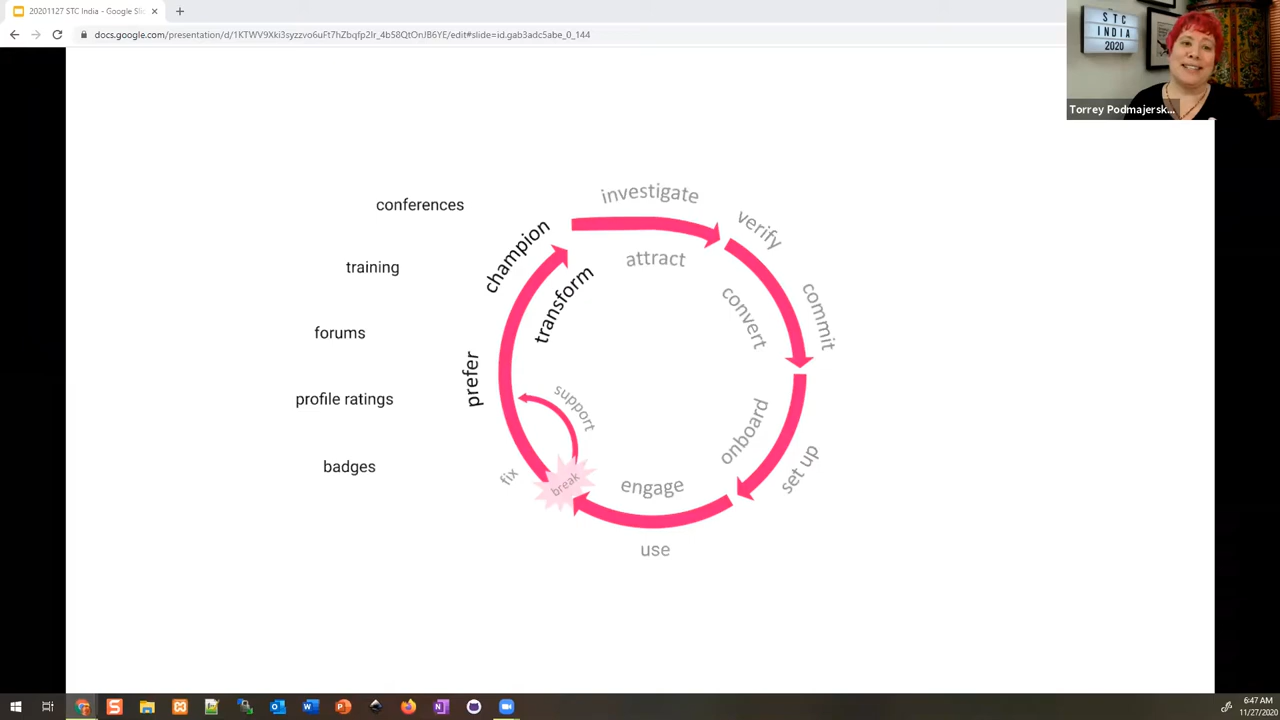 20201127 STC India - Google Slic
docs.google.com/presentation/d/1KTWV9Xki3syzzvo6uFt7hZbqfp2Ir_4b58QtOnJB6YE/edit#slide=id.gab3adc5abe_0_144
STC
INDIA
2020
Torrey Podmajersk...
investigate
conferences
verify
champion
attract
training
transform
commit
convert
forums
prefer
support
profile ratings
onboard
badges
fix
break
engage
set up
use
6:47 AM
11/27/2020